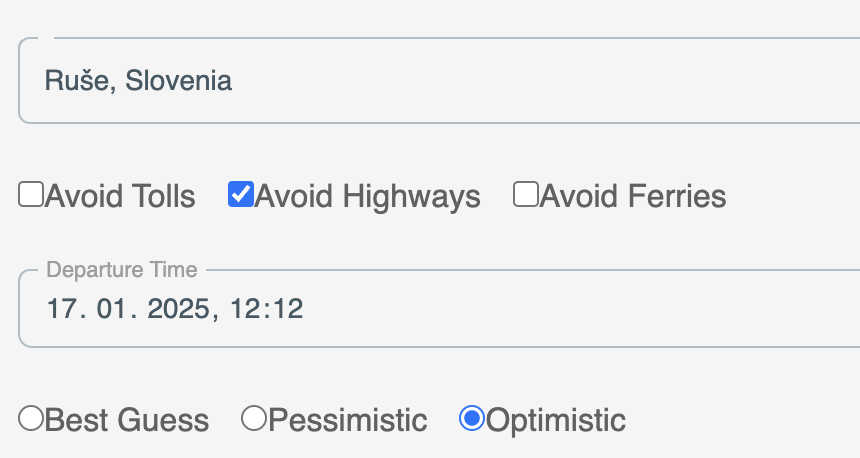 Ruše, Slovenia
Avoid Tolls Avoid Highways Avoid Ferries
Departure Time
17. 01. 2025, 12:12
Best Guess Pessimistic Optimistic